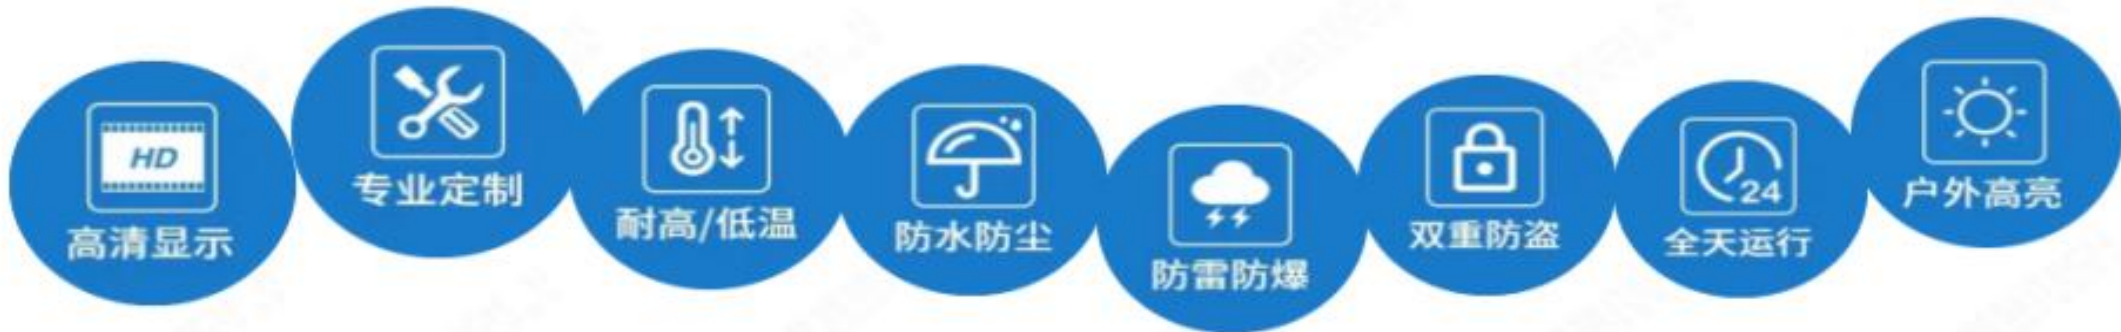 HD
高清显示
专业定制
耐高/低温
防水防尘
防雷防爆
双重防盗
24
全天运行
户外高亮